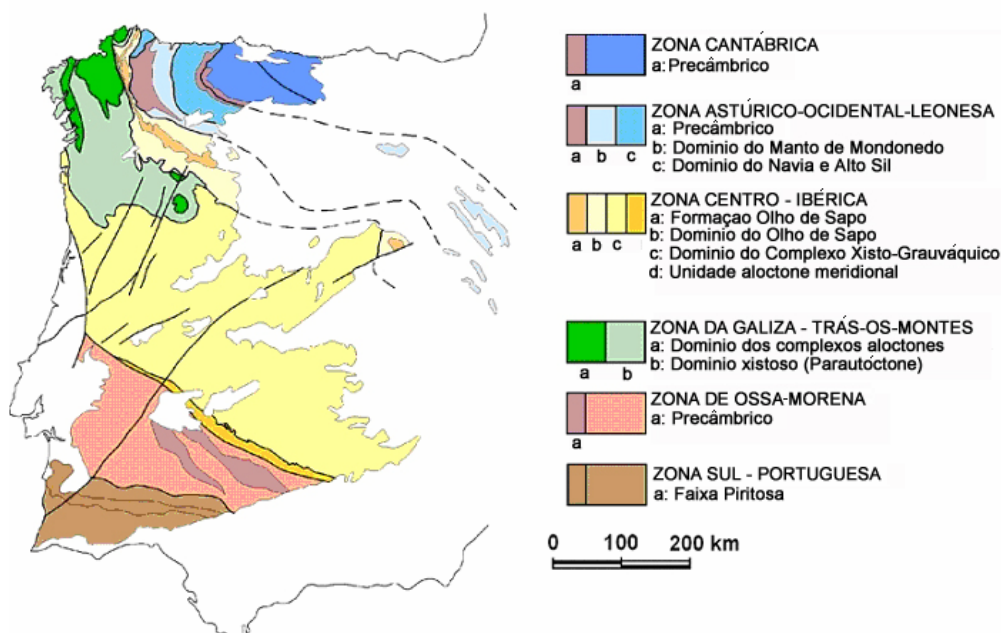 ZONA CANTÁBRICA
a: Precâmbrico
a
ZONA ASTÚRICO-OCIDENTAL-LEONESA
a: Precâmbrico
b: Dominio do Manto de Mondonedo
c: Dominio do Navia e Alto Sil
a b c
ZONA CENTRO - IBÉRICA
a: Formaçao Olho de Sapo
b: Dominio do Olho de Sapo
c: Dominio do Complexo Xisto-Grauváquico
d: Unidade aloctone meridional
a b c
ZONA DA GALIZA - TRÁS-OS-MONTES
a: Dominio dos complexos aloctones
b: Dominio xistoso (Parautóctone)
a b
ZONA DE OSSA-MORENA
a: Precâmbrico
a
ZONA SUL - PORTUGUESA
a: Faixa Piritosa
0 100 200 km